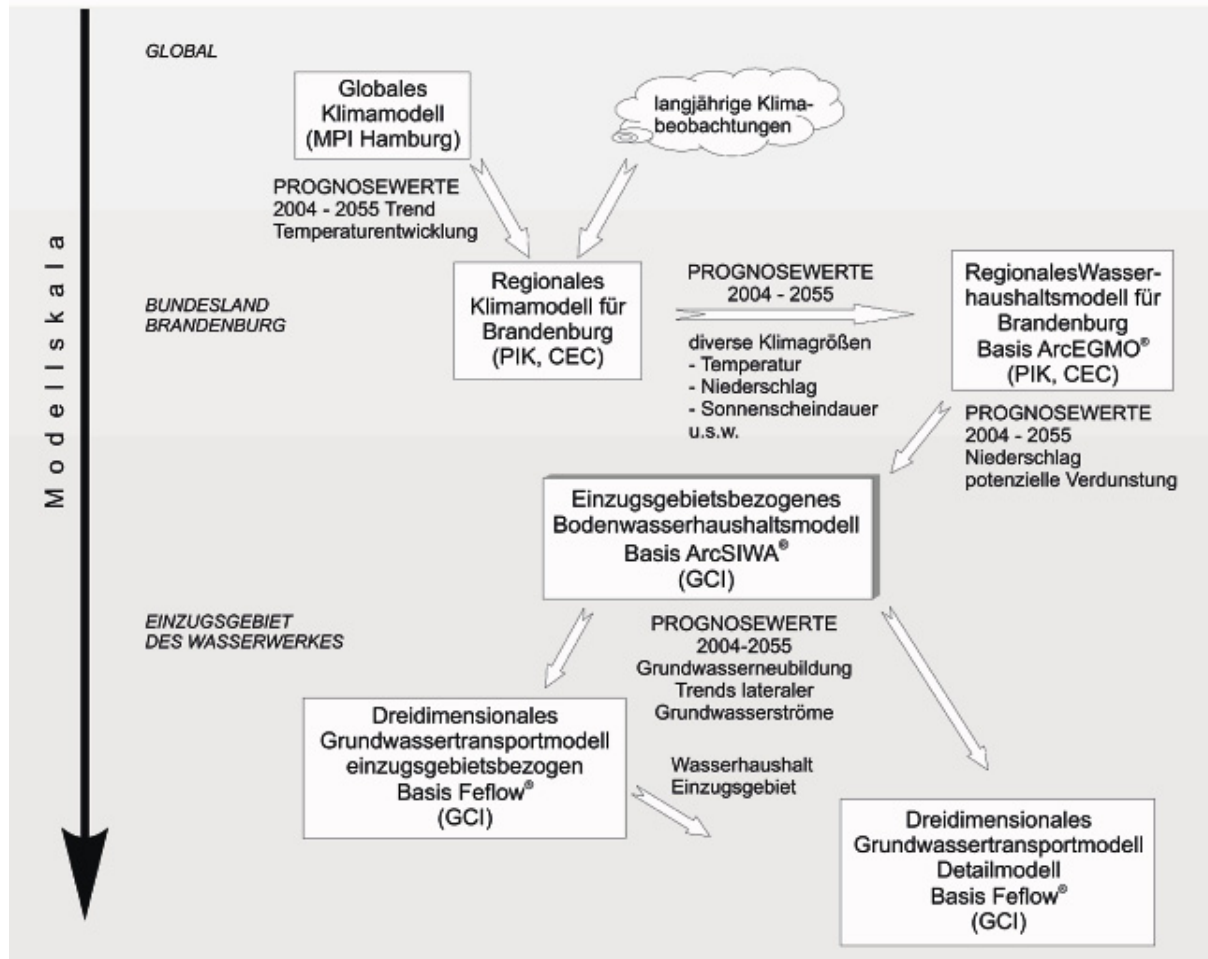 GLOBAL
Globales
Klimamodell
(MPI Hamburg)
langjährige Klima-
beobachtungen
PROGNOSEWERTE
2004 - 2055 Trend
Temperaturentwicklung
Modellskala
BUNDESLAND
BRANDENBURG
Regionales
Klimamodell für
Brandenburg
(PIK, CEC)
PROGNOSEWERTE
2004 - 2055
diverse Klimagrößen
- Temperatur
- Niederschlag
- Sonnenscheindauer
u.s.w.
RegionalesWasser-
haushaltsmodell für
Brandenburg
Basis ArcEGMO®
(PIK, CEC)
PROGNOSEWERTE
2004 - 2055
Niederschlag
potenzielle Verdunstung
Einzugsgebietsbezogenes
Bodenwasserhaushaltsmodell
Basis ArcSIWA®
(GCI)
EINZUGSGEBIET
DES WASSERWERKES
PROGNOSEWERTE
2004-2055
Grundwasserneubildung
Trends lateraler
Grundwasserströme
Dreidimensionales
Grundwassertransportmodell
einzugsgebietsbezogen
Basis Feflow®
(GCI)
Wasserhaushalt
Einzugsgebiet
Dreidimensionales
Grundwassertransportmodell
Detailmodell
Basis Feflow®
(GCI)